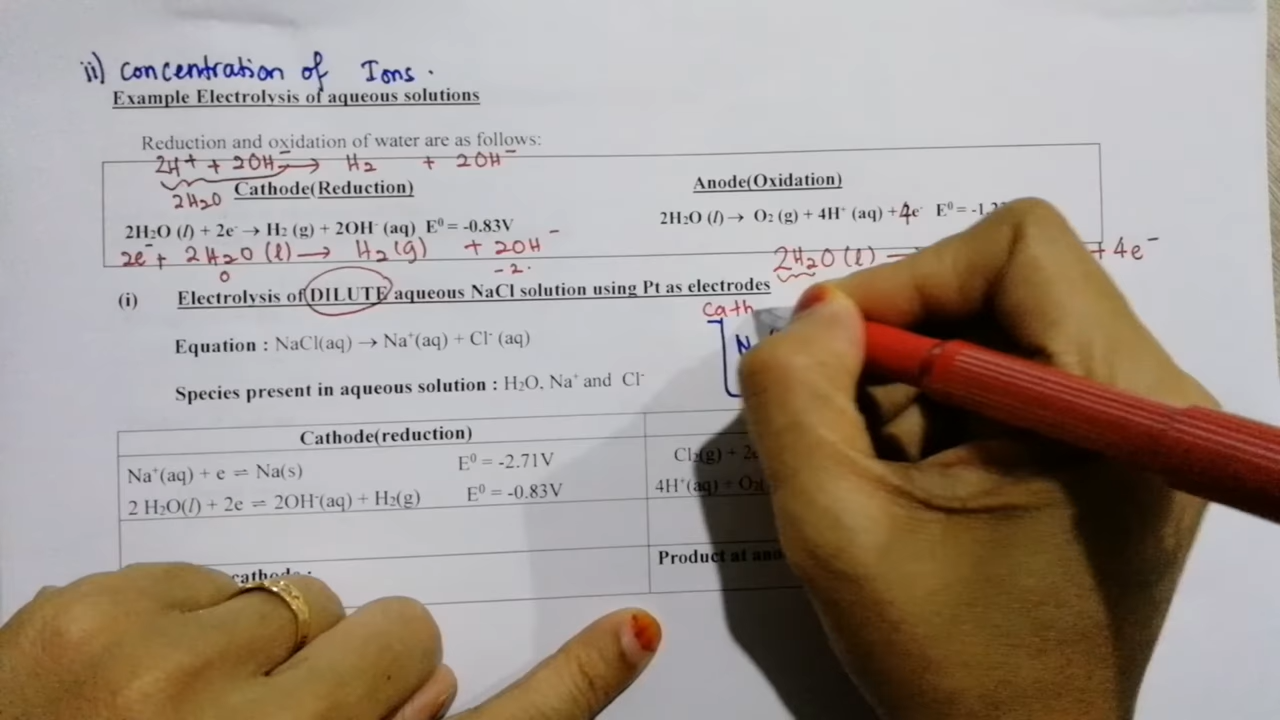 ii) concentration of Ions.
Example Electrolysis of aqueous solutions
Reduction and oxidation of water are as follows:
2H⁺ + 2OH⁻ → H₂ + 2OH⁻
2H₂O
Cathode(Reduction)
Anode(Oxidation)
2H₂O (l) + 2e⁻ → H₂ (g) + 2OH⁻ (aq) E⁰ = -0.83V
2H₂O (l) → O₂ (g) + 4H⁺ (aq) + 4e⁻ E⁰ =
2e⁻ + 2H₂O (l) → H₂(g) + 2OH⁻
2H₂O(l) + 4e⁻
0 -2.
(i) Electrolysis of DILUTE aqueous NaCl solution using Pt as electrodes
Cath
Equation : NaCl(aq) → Na⁺(aq) + Cl⁻ (aq)
N
Species present in aqueous solution : H₂O, Na⁺ and Cl⁻
Cathode(reduction)
Na⁺(aq) + e ⇌ Na(s) E⁰ = -2.71V
Cl₂(g) + 2e
2 H₂O(l) + 2e ⇌ 2OH⁻(aq) + H₂(g) E⁰ = -0.83V
4H⁺(aq) + O₂(
Product at
cathode :